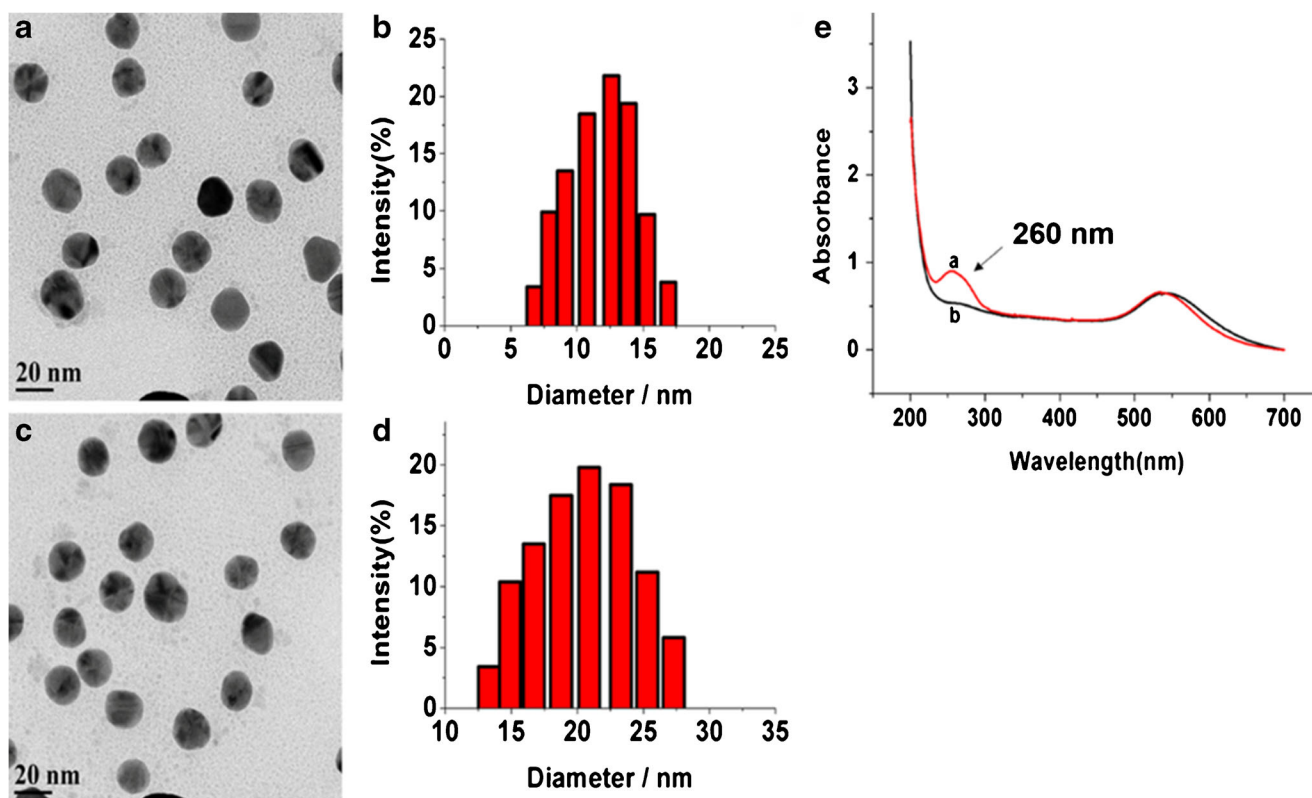 a
20 nm
b
Intensity(%)
25
20
15
10
5
0
0 5 10 15 20 25
Diameter / nm
c
20 nm
d
Intensity(%)
20
15
10
5
0
10 15 20 25 30 35
Diameter / nm
e
Absorbance
3
2
1
0
260 nm
a
b
200 300 400 500 600 700
Wavelength(nm)